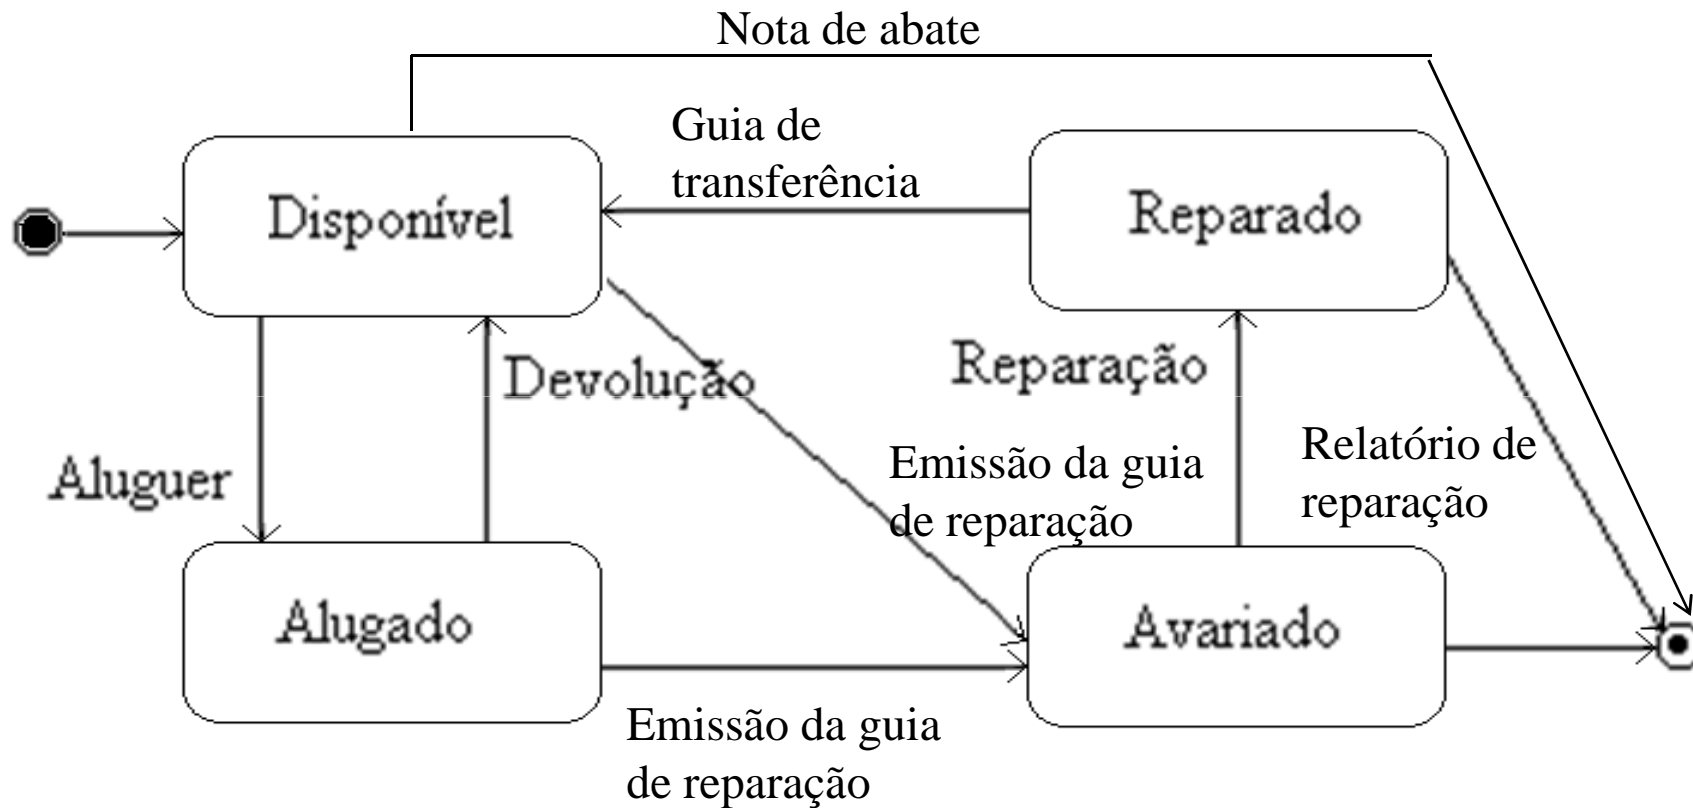 Nota de abate
Guia de
transferência
Disponível
Reparado
Devolução
Reparação
Aluguer
Emissão da guia
de reparação
Relatório de
reparação
Alugado
Avariado
Emissão da guia
de reparação